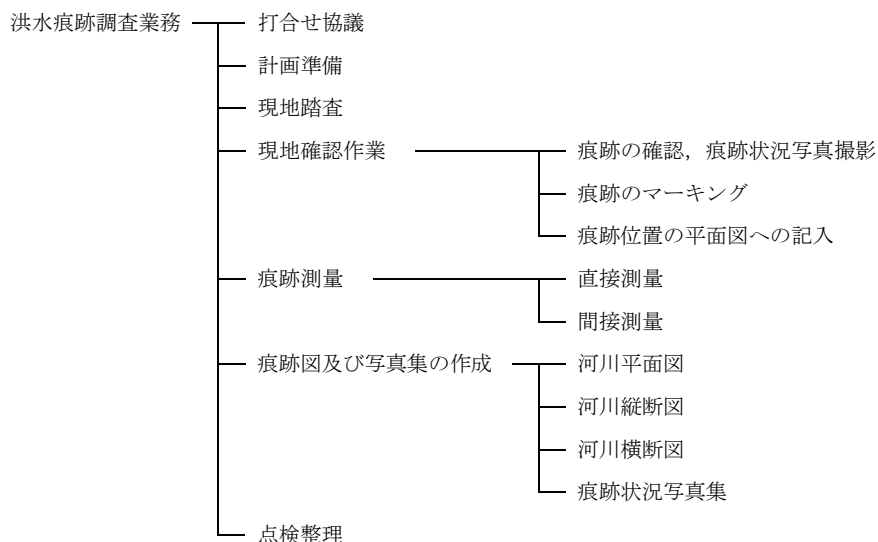 洪水痕跡調査業務
打合せ協議
計画準備
現地踏査
現地確認作業
痕跡の確認，痕跡状況写真撮影
痕跡のマーキング
痕跡位置の平面図への記入
痕跡測量
直接測量
間接測量
痕跡図及び写真集の作成
河川平面図
河川縦断図
河川横断図
痕跡状況写真集
点検整理